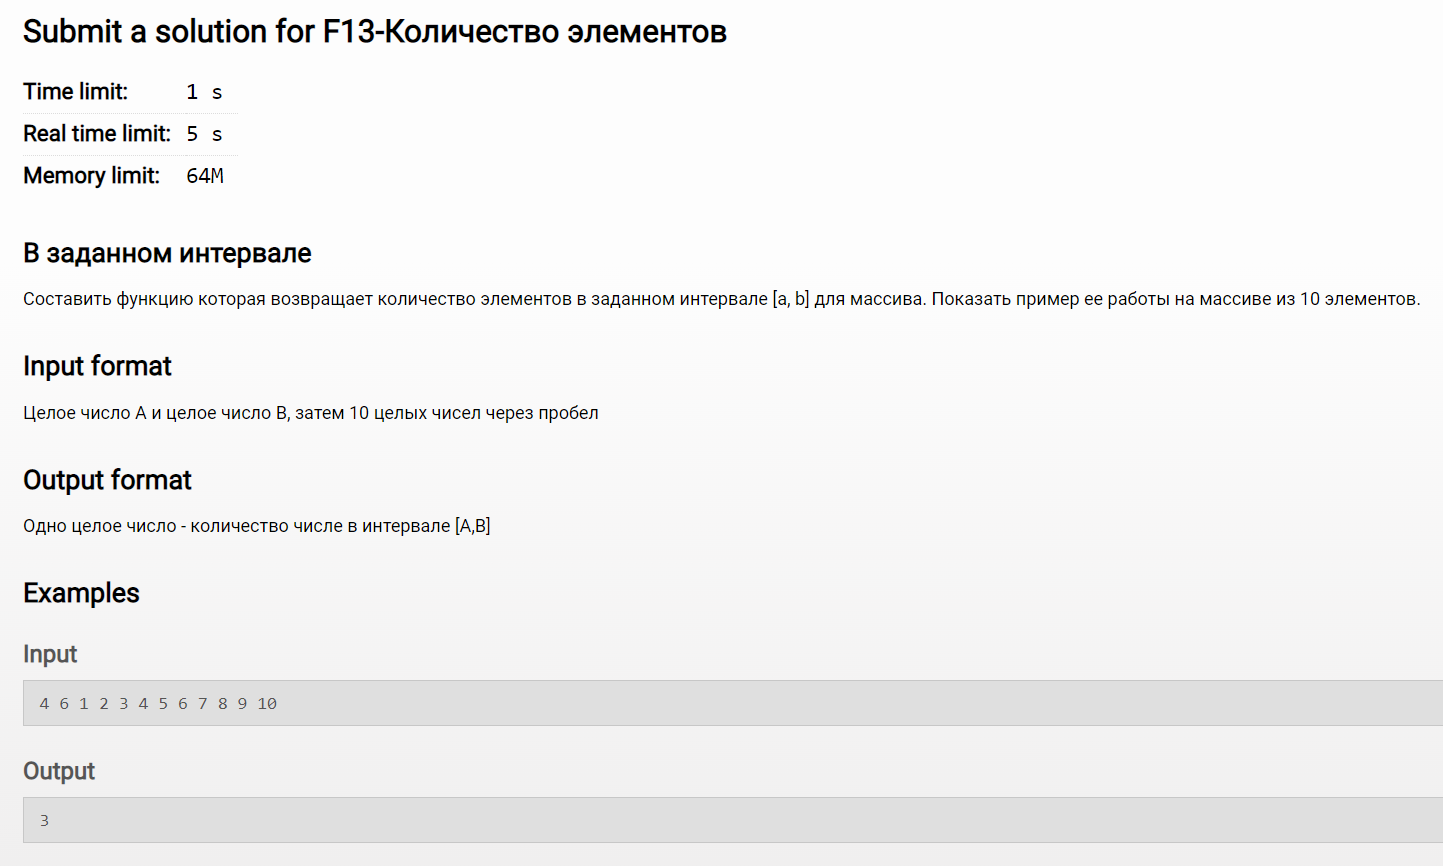 Submit a solution for F13-Количество элементов
Time limit: 1 s
Real time limit: 5 s
Memory limit: 64M
В заданном интервале
Составить функцию которая возвращает количество элементов в заданном интервале [a, b] для массива. Показать пример ее работы на массиве из 10 элементов.
Input format
Целое число A и целое число B, затем 10 целых чисел через пробел
Output format
Одно целое число - количество числе в интервале [A,B]
Examples
Input
4 6 1 2 3 4 5 6 7 8 9 10
Output
3